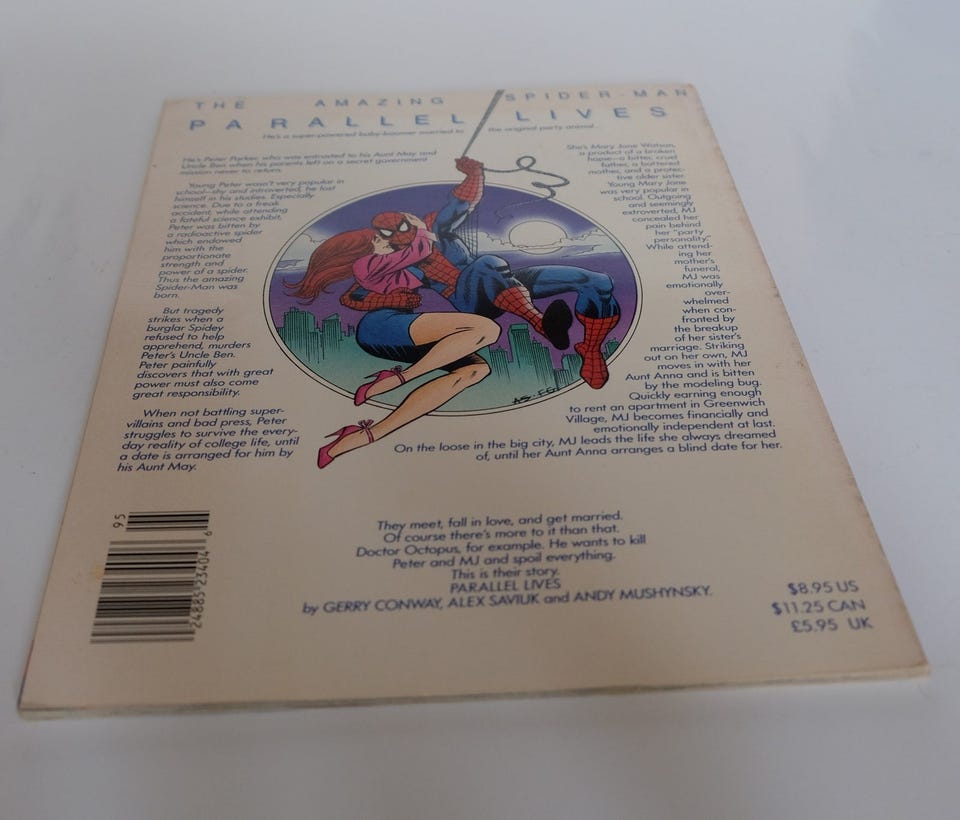 THE AMAZING SPIDER-MAN
PARALLEL LIVES
He's a super-powered baby-boomer married to the original party animal...
He's Peter Parker, who was entrusted to his Aunt May and
Uncle Ben when his parents left on a secret government
mission never to return.
Young Peter wasn't very popular in
school—shy and introverted, he lost
himself in his studies. Especially
science. Due to a freak
accident, while attending
a fateful science exhibit,
Peter was bitten by
a radioactive spider
which endowed
him with the
proportionate
strength and
power of a spider.
Thus the amazing
Spider-Man was
born.
But tragedy
strikes when a
burglar Spidey
refused to help
apprehend, murders
Peter's Uncle Ben.
Peter painfully
discovers that with great
power must also come
great responsibility.
When not battling super-
villains and bad press, Peter
struggles to survive the every-
day reality of college life, until
a date is arranged for him by
his Aunt May.
She's Mary Jane Watson,
a product of a broken
home—a bitter, cruel
father, a battered
mother, and a protec-
tive older sister.
Young Mary Jane
was very popular in
school. Outgoing
and seemingly
extroverted, MJ
concealed her
pain behind
her "party
personality."
While attend-
ing her
mother's
funeral,
MJ was
emotionally
over-
whelmed
when con-
fronted by
the breakup
of her sister's
marriage. Striking
out on her own, MJ
moves in with her
Aunt Anna and is bitten
by the modeling bug.
Quickly earning enough
to rent an apartment in Greenwich
Village, MJ becomes financially and
emotionally independent at last.
On the loose in the big city, MJ leads the life she always dreamed
of, until her Aunt Anna arranges a blind date for her.
They meet, fall in love, and get married.
Of course there's more to it than that.
Doctor Octopus, for example. He wants to kill
Peter and MJ and spoil everything.
This is their story.
PARALLEL LIVES
by GERRY CONWAY, ALEX SAVIUK and ANDY MUSHYNSKY.
$8.95 US
$11.25 CAN
£5.95 UK
95
24885 23404 6